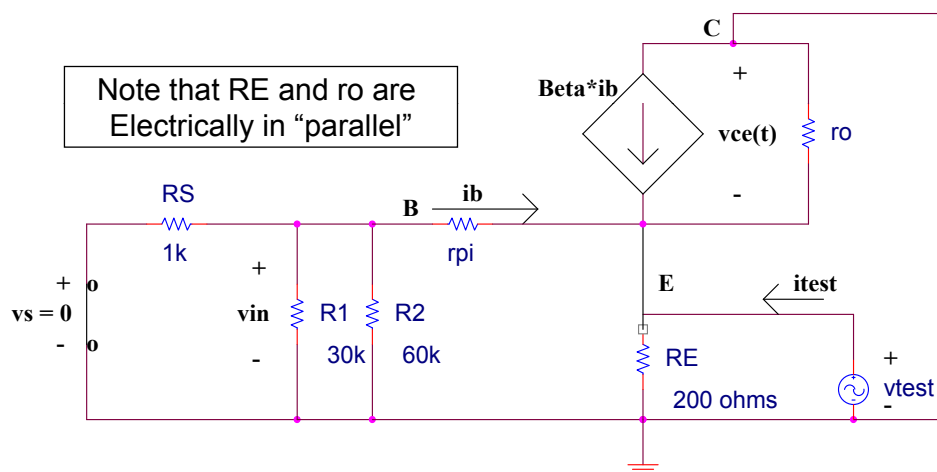 Note that RE and ro are
Electrically in “parallel”
C
+
Beta*ib
vce(t)
ro
-
RS
1k
B
ib
rpi
+ o
vs = 0
- o
+
vin
-
R1
30k
R2
60k
E
itest
RE
200 ohms
+
vtest
-